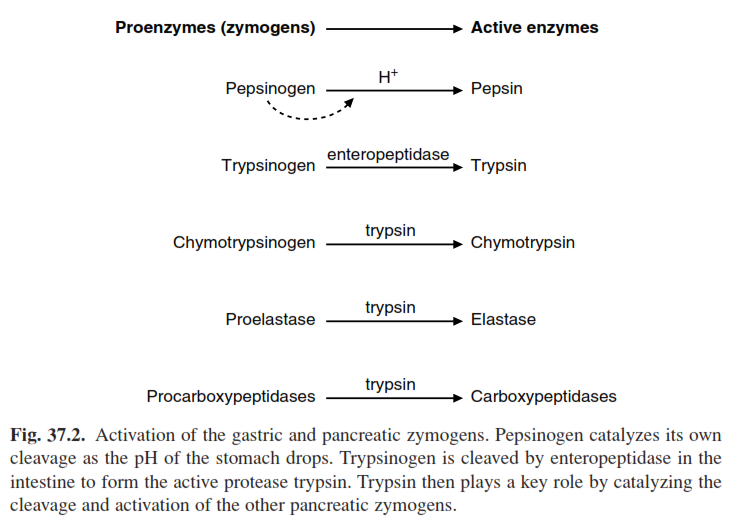 Proenzymes (zymogens) Active enzymes
H+
Pepsinogen Pepsin
enteropeptidase
Trypsinogen Trypsin
trypsin
Chymotrypsinogen Chymotrypsin
trypsin
Proelastase Elastase
trypsin
Procarboxypeptidases Carboxypeptidases
Fig. 37.2. Activation of the gastric and pancreatic zymogens. Pepsinogen catalyzes its own
cleavage as the pH of the stomach drops. Trypsinogen is cleaved by enteropeptidase in the
intestine to form the active protease trypsin. Trypsin then plays a key role by catalyzing the
cleavage and activation of the other pancreatic zymogens.